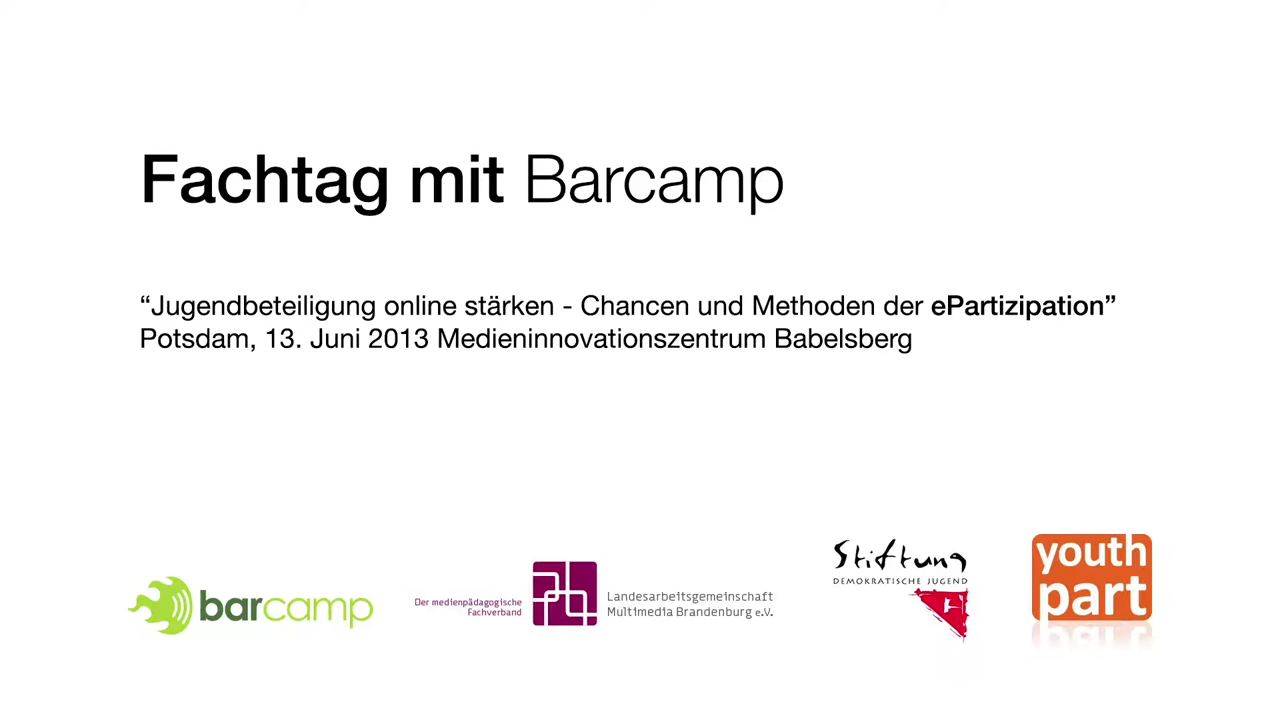 Fachtag mit Barcamp
“Jugendbeteiligung online stärken - Chancen und Methoden der ePartizipation”
Potsdam, 13. Juni 2013 Medieninnovationszentrum Babelsberg
barcamp
Der medienpädagogische
Fachverband
Landesarbeitsgemeinschaft
Multimedia Brandenburg e.V.
Stiftung
DEMOKRATISCHE JUGEND
youth
part